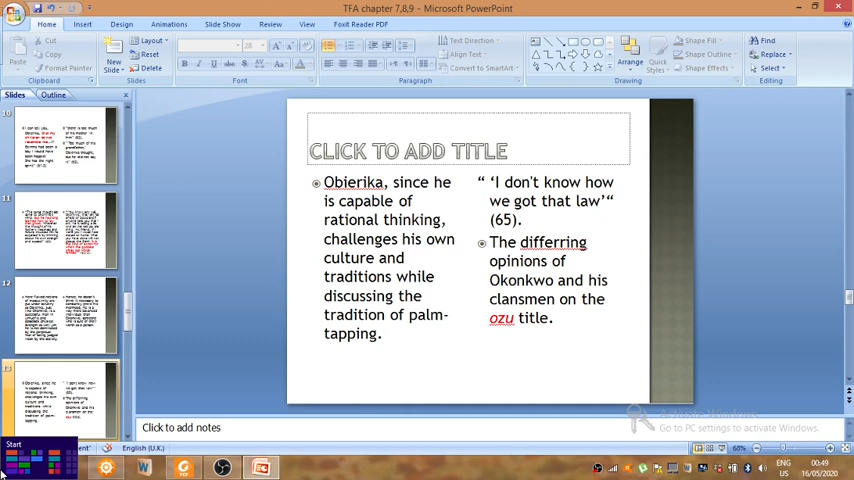 TFA chapter 7,8,9 - Microsoft PowerPoint
Home Insert Design Animations Slide Show Review View Foxit Reader PDF
Cut
Copy
Format Painter
Paste
Clipboard
New
Slide
Layout
Reset
Delete
Slides
28
Font
Text Direction
Align Text
Convert to SmartArt
Paragraph
Arrange
Quick
Styles
Shape Fill
Shape Outline
Shape Effects
Drawing
Find
Replace
Select
Editing
Slides Outline
10
11
12
13
CLICK TO ADD TITLE
Obierika, since he
is capable of
rational thinking,
challenges his own
culture and
traditions while
discussing the
tradition of palm-
tapping.
“ ‘I don't know how
we got that law’“
(65).
The differring
opinions of
Okonkwo and his
clansmen on the
ozu title.
Click to add notes
Activate Windows
Go to PC settings to activate Windows.
English (U.K.)
68%
Start
ENG
US
00:49
16/05/2020